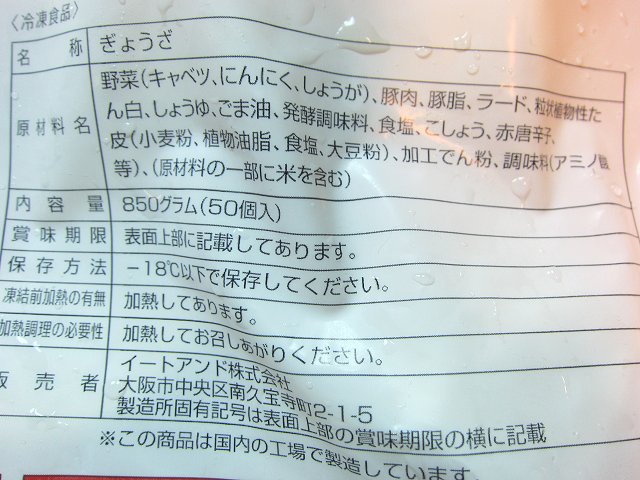 〈冷凍食品〉
名称 ぎょうざ
原材料名 野菜(キャベツ、にんにく、しょうが)、豚肉、豚脂、ラード、粒状植物性た
ん白、しょうゆ、ごま油、発酵調味料、食塩、こしょう、赤唐辛子、
皮(小麦粉、植物油脂、食塩、大豆粉)、加工でん粉、調味料(アミノ酸
等)、(原材料の一部に米を含む)
内容量 850グラム(50個入)
賞味期限 表面上部に記載してあります。
保存方法 −18℃以下で保存してください。
凍結前加熱の有無 加熱してあります。
加熱調理の必要性 加熱してお召しあがりください。
販売者 イートアンド株式会社
大阪市中央区南久宝寺町2-1-5
製造所固有記号は表面上部の賞味期限の横に記載
※この商品は国内の工場で製造しています。